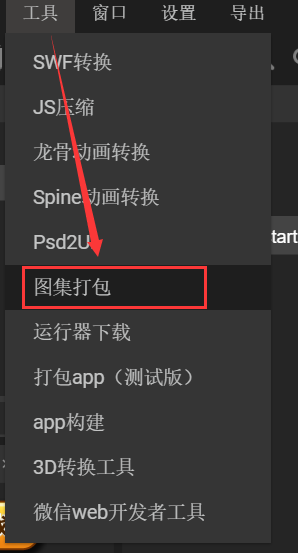 工具 窗口 设置 导出
SWF转换
JS压缩
龙骨动画转换
Spine动画转换
Psd2U
图集打包
运行器下载
打包app（测试版）
app构建
3D转换工具
微信web开发者工具
tart